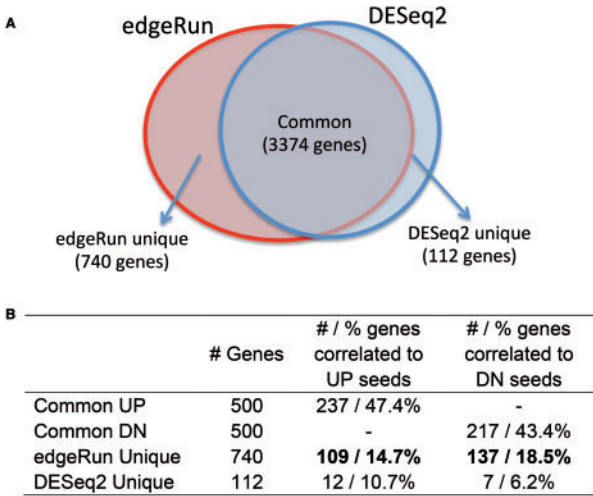 A
edgeRun
DESeq2
Common
(3374 genes)
edgeRun unique
(740 genes)
DESeq2 unique
(112 genes)
B
# Genes
# / % genes correlated to UP seeds
# / % genes correlated to DN seeds
Common UP 500 237 / 47.4% -
Common DN 500 - 217 / 43.4%
edgeRun Unique 740 109 / 14.7% 137 / 18.5%
DESeq2 Unique 112 12 / 10.7% 7 / 6.2%